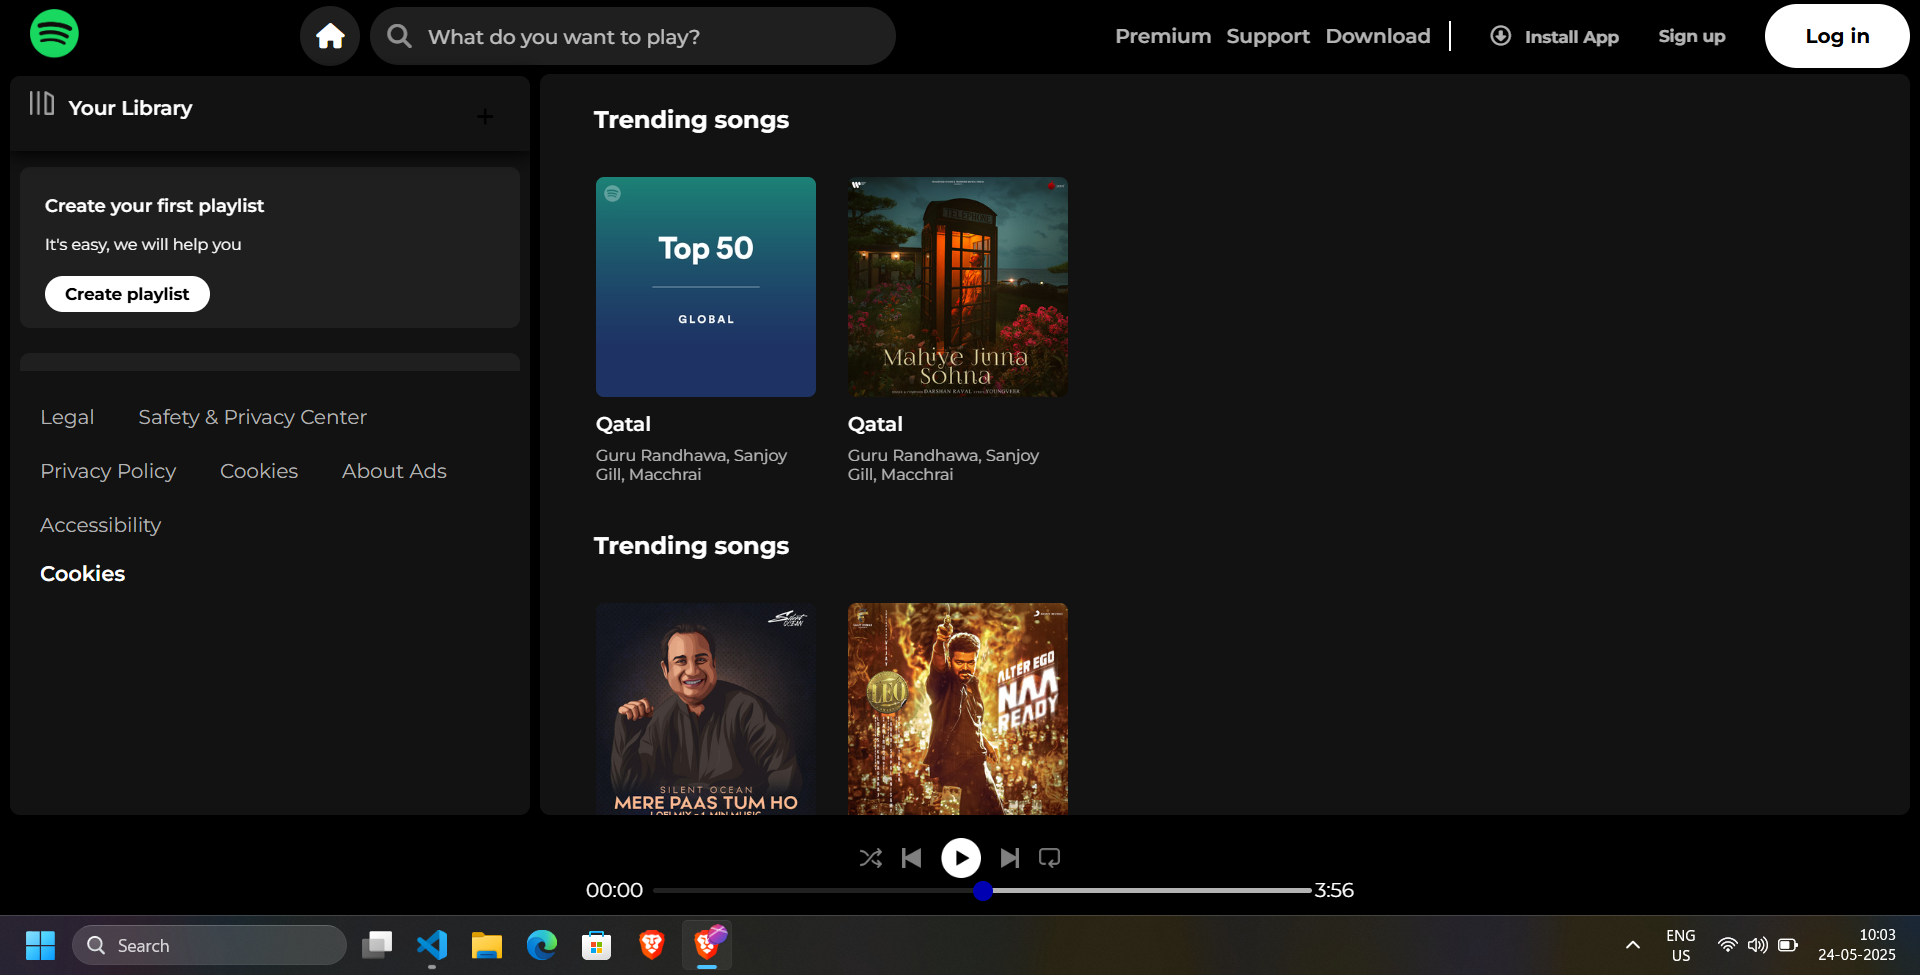 What do you want to play?
Premium Support Download
Install App
Sign up
Log in
Your Library
+
Create your first playlist
It's easy, we will help you
Create playlist
Legal Safety & Privacy Center
Privacy Policy Cookies About Ads
Accessibility
Cookies
Trending songs
Top 50
GLOBAL
TELEPHONE
Mahiye Jinna
Sohna
Qatal
Guru Randhawa, Sanjoy
Gill, Macchrai
Qatal
Guru Randhawa, Sanjoy
Gill, Macchrai
Trending songs
Silent
OCEAN
SILENT OCEAN
MERE PAAS TUM HO
LEO
ALTER EGO
NAA
READY
00:00
3:56
Search
ENG
US
10:03
24-05-2025